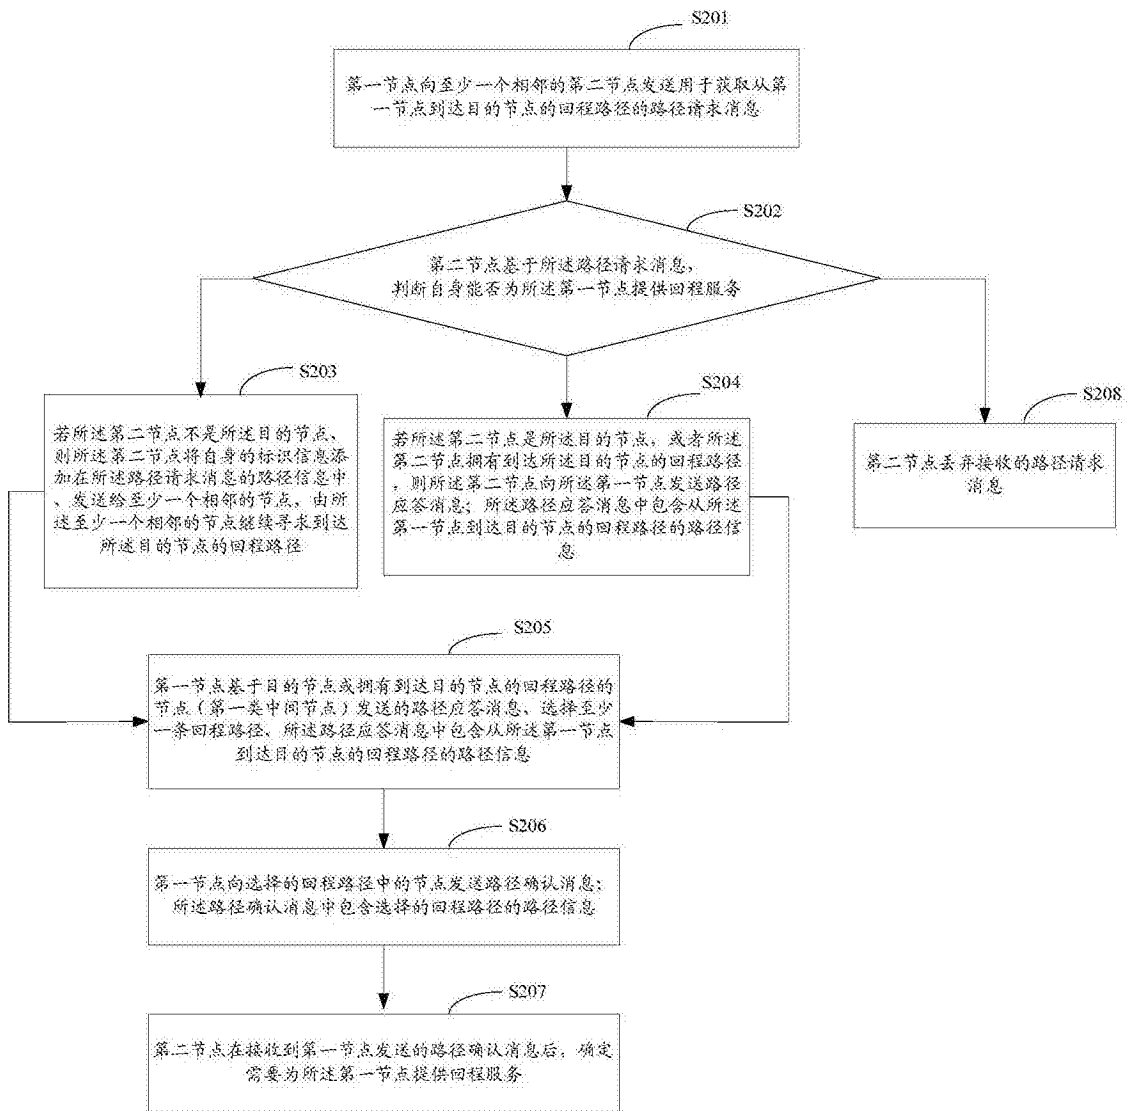 S201
第一节点向至少一个相邻的第二节点发送用于获取从第
一节点到达目的节点的回程路径的路径请求消息
S202
第二节点基于所述路径请求消息,
判断自身能否为所述第一节点提供回程服务
S203
若所述第二节点不是所述目的节点、
则所述第二节点将自身的标识信息添
加在所述路径请求消息的路径信息中
、发送给至少一个相邻的节点,由所
述至少一个相邻的节点继续寻求到达
所述目的节点的回程路径
S204
若所述第二节点是所述目的节点,或者所述
第二节点拥有到达所述目的节点的回程路径
,则所述第二节点向所述第一节点发送路径
应答消息;所述路径应答消息中包含从所述
第一节点到达目的节点的回程路径的路径信
息
S208
第二节点丢弃接收的路径请求
消息
S205
第一节点基于目的节点或拥有到达目的节点的回程路径的
节点(第一类中间节点)发送的路径应答消息、选择至少
一条回程路径、所述路径应答消息中包含从所述第一节点
到达目的节点的回程路径的路径信息
S206
第一节点向选择的回程路径中的节点发送路径确认消息;
所述路径确认消息中包含选择的回程路径的路径信息
S207
第二节点在接收到第一节点发送的路径确认消息后,确定
需要为所述第一节点提供回程服务